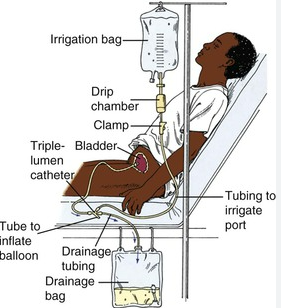 Irrigation bag
Drip
chamber
Clamp
Triple-
lumen
catheter
Bladder
Tubing to
irrigate
port
Tube to
inflate
balloon
Drainage
tubing
Drainage
bag